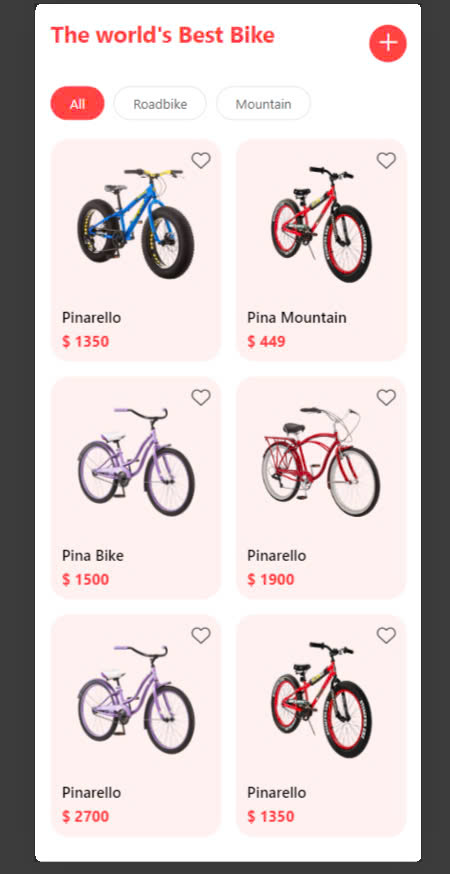 The world's Best Bike
All Roadbike Mountain
Pinarello
$ 1350
Pina Mountain
$ 449
Pina Bike
$ 1500
Pinarello
$ 1900
Pinarello
$ 2700
Pinarello
$ 1350